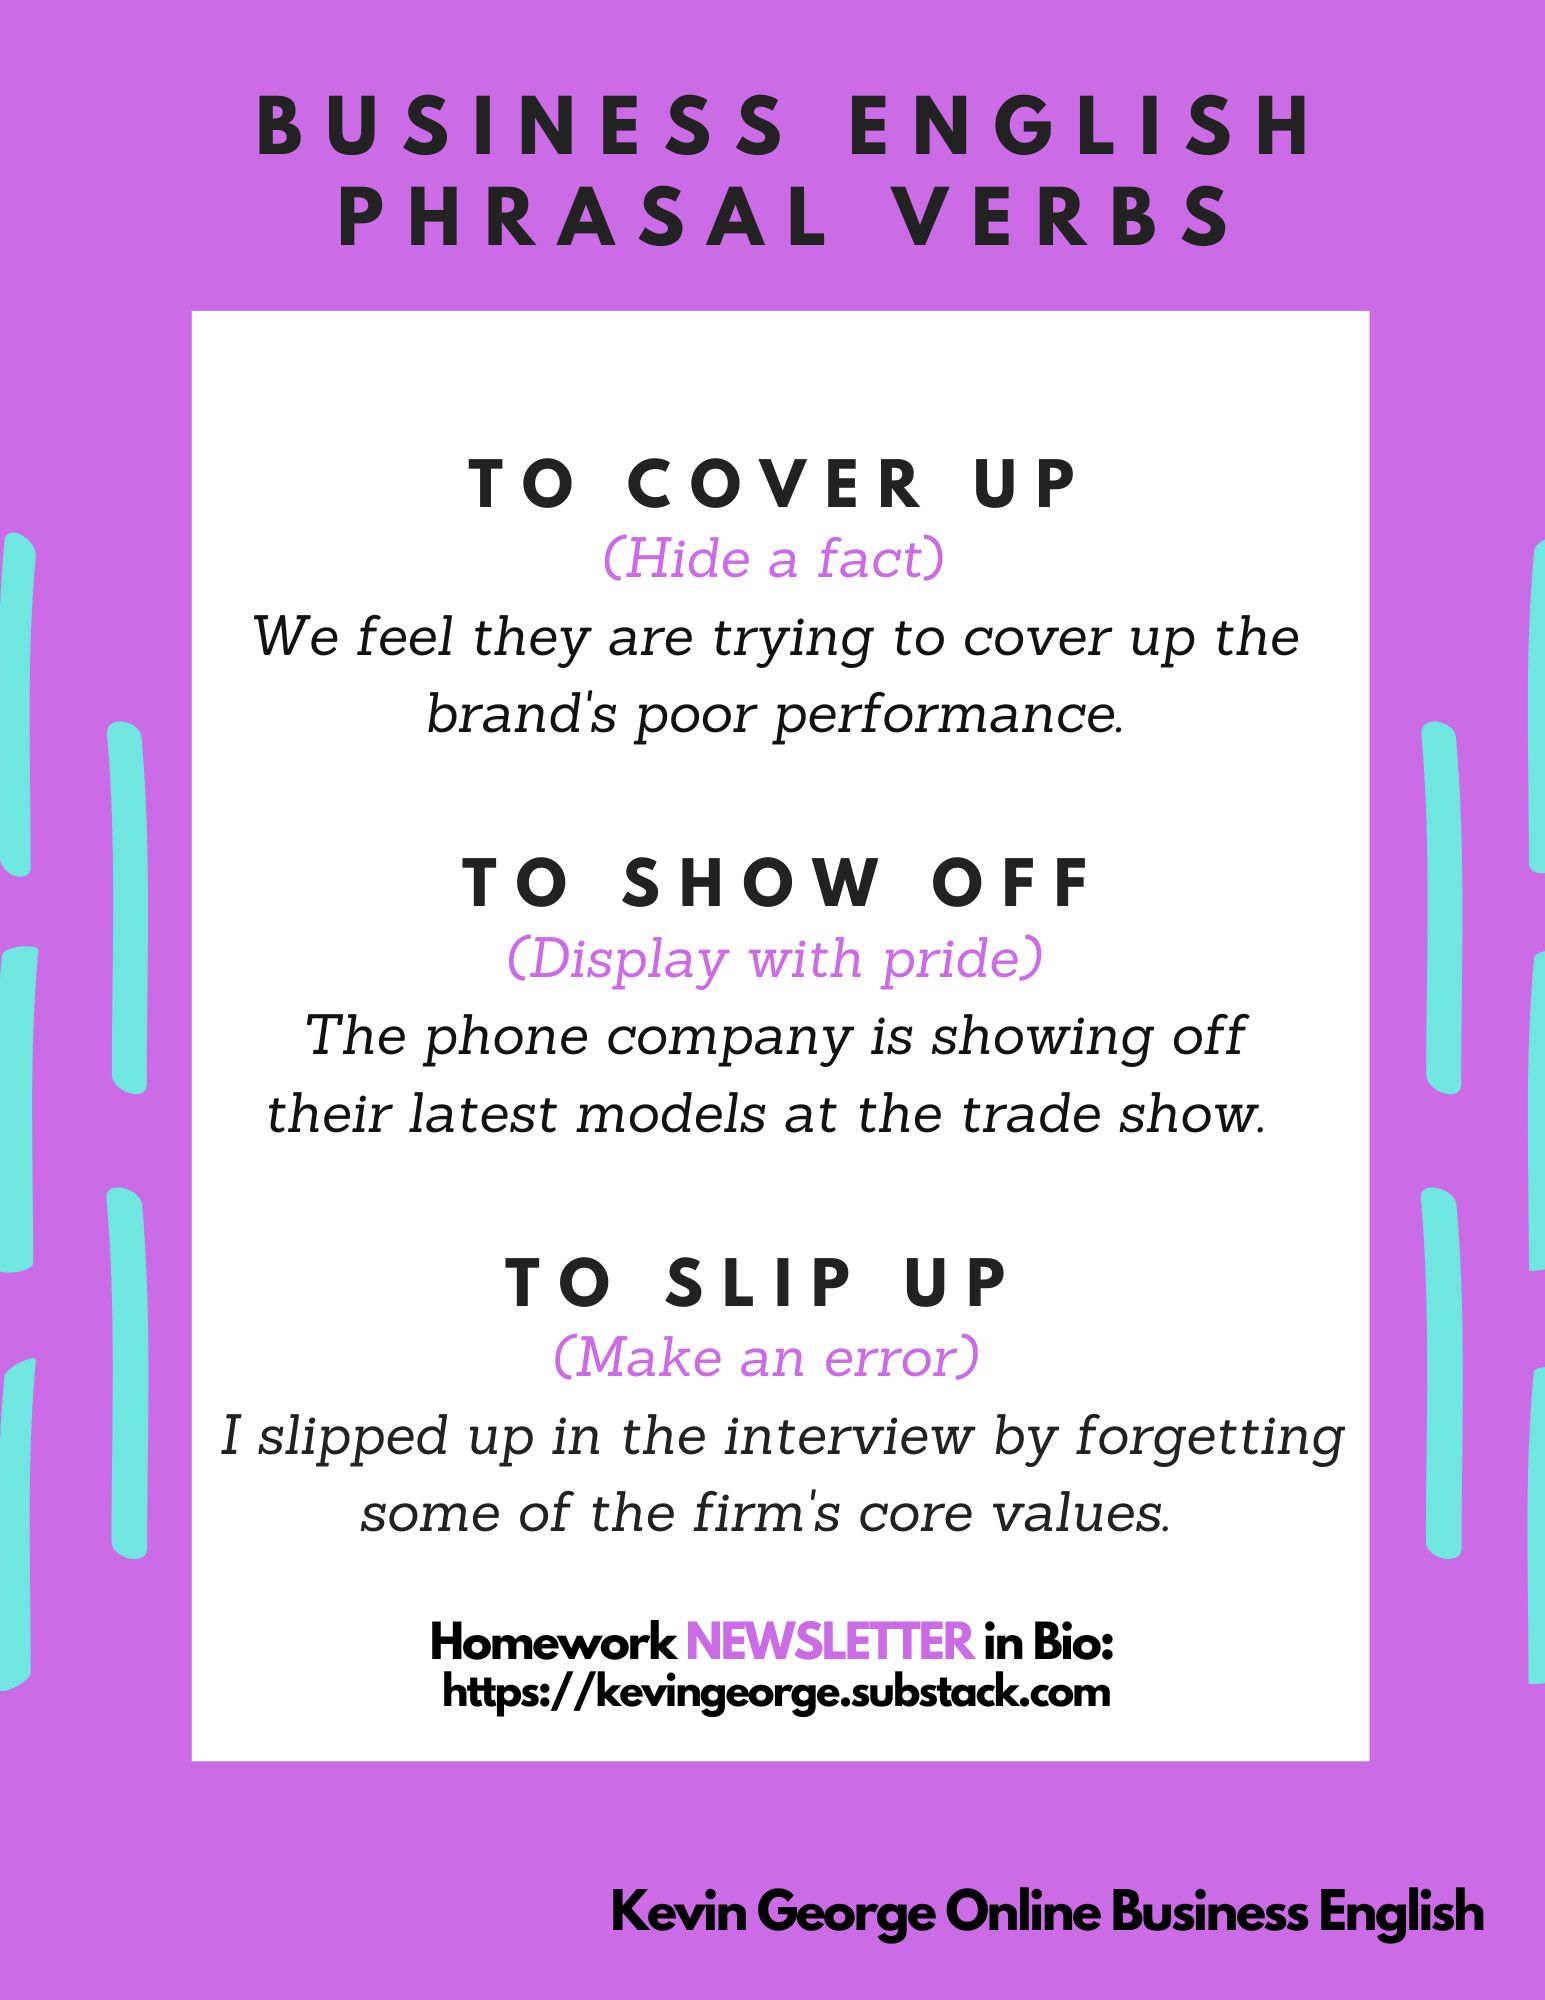 BUSINESS ENGLISH
PHRASAL VERBS
TO COVER UP
(Hide a fact)
We feel they are trying to cover up the
brand's poor performance.
TO SHOW OFF
(Display with pride)
The phone company is showing off
their latest models at the trade show.
TO SLIP UP
(Make an error)
I slipped up in the interview by forgetting
some of the firm's core values.
Homework NEWSLETTER in Bio:
https://kevingeorge.substack.com
Kevin George Online Business English